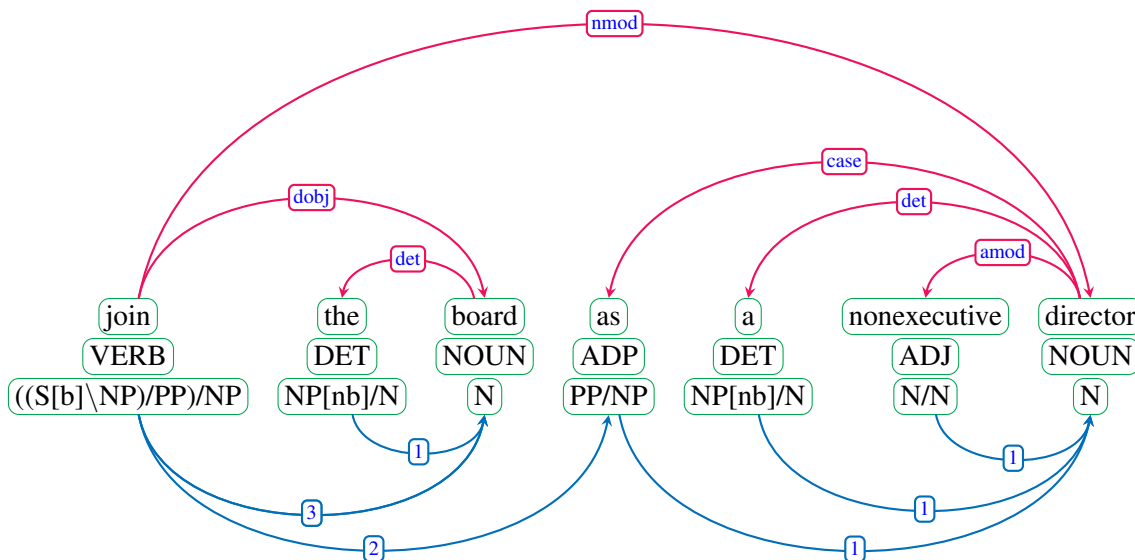 nmod
case
dobj det
det amod
join the board as a nonexecutive director
VERB DET NOUN ADP DET ADJ NOUN
((S[b]\NP)/PP)/NP NP[nb]/N N PP/NP NP[nb]/N N/N N
1 1
3 1
2 1